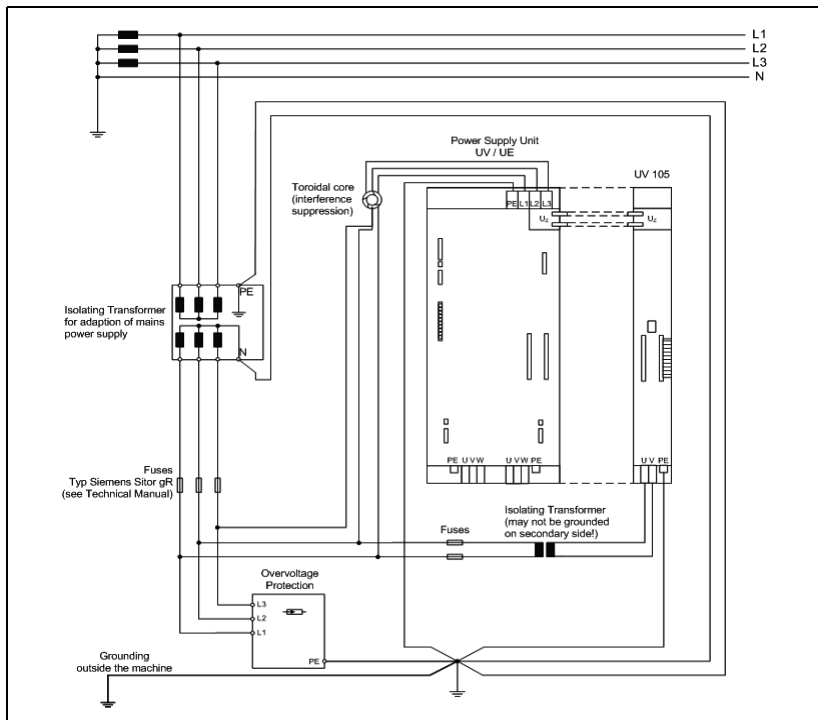 L1
L2
L3
N
Power Supply Unit
UV / UE
UV 105
Toroidal core
(interference
suppression)
PE L1 L2 L3
Uz
Uz
PE
Isolating Transformer
for adaption of mains
power supply
N
PE U V W
U V W PE
U V PE
Fuses
Typ Siemens Sitor gR
(see Technical Manual)
Isolating Transformer
(may not be grounded
on secondary side!)
Fuses
Overvoltage
Protection
L3
L2
L1
PE
Grounding
outside the machine